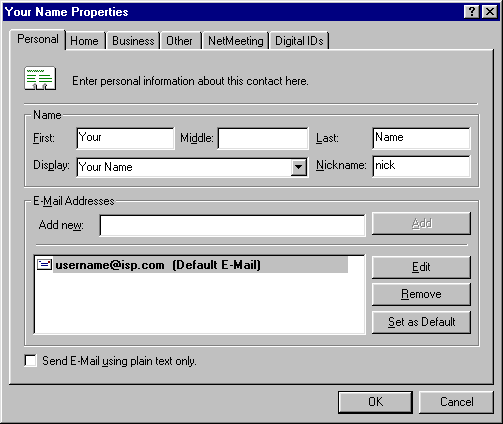 Your Name Properties
Personal Home Business Other NetMeeting Digital IDs
Enter personal information about this contact here.
Name
First: Your Middle: Last: Name
Display: Your Name Nickname: nick
E-Mail Addresses
Add new: Add
username@isp.com (Default E-Mail)
Edit
Remove
Set as Default
Send E-Mail using plain text only.
OK Cancel